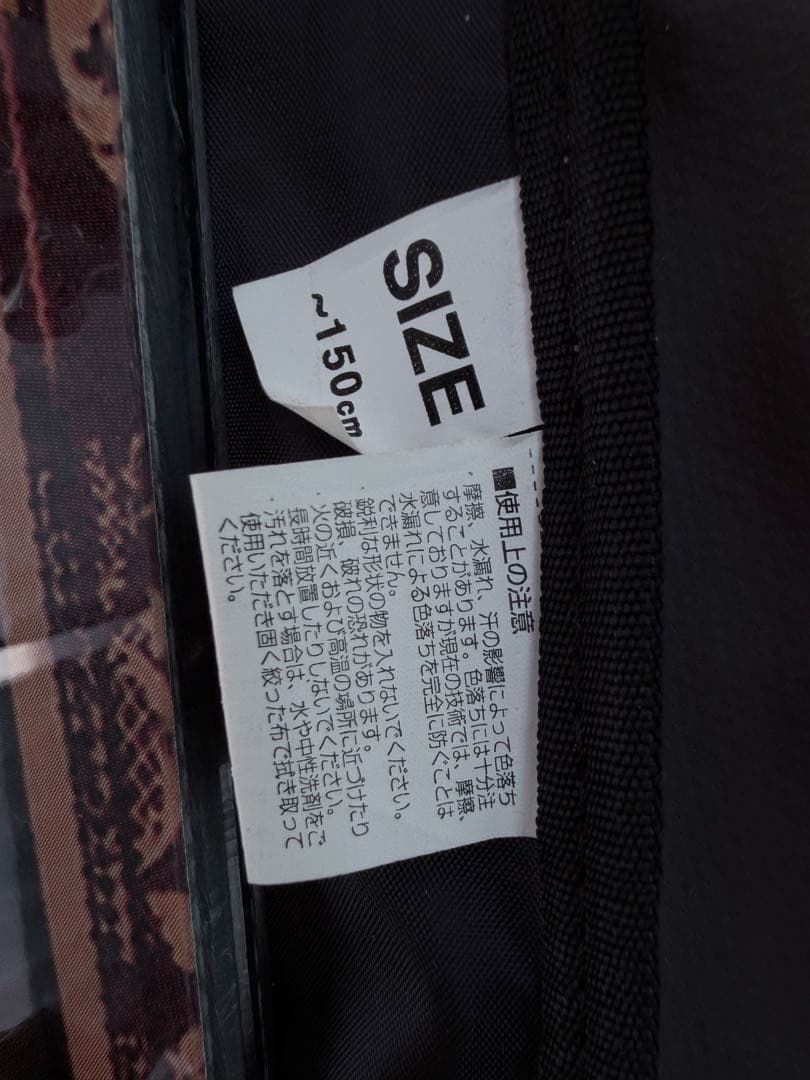 SIZE
~150cm
■使用上の注意
・摩擦、水漏れ、汗の影響によって色落ち
することがあります。色落ちには十分注
意しておりますが現在の技術では、摩擦、
水漏れによる色落ちを完全に防ぐことは
できません。
・鋭利な形状の物を入れないでください。
破損、破れの恐れがあります。
・火の近くおよび高温の場所に近づけたり
長時間放置したりしないでください。
汚れを落とす場合は、水や中性洗剤をご
使用いただき固く絞った布で拭き取って
ください。